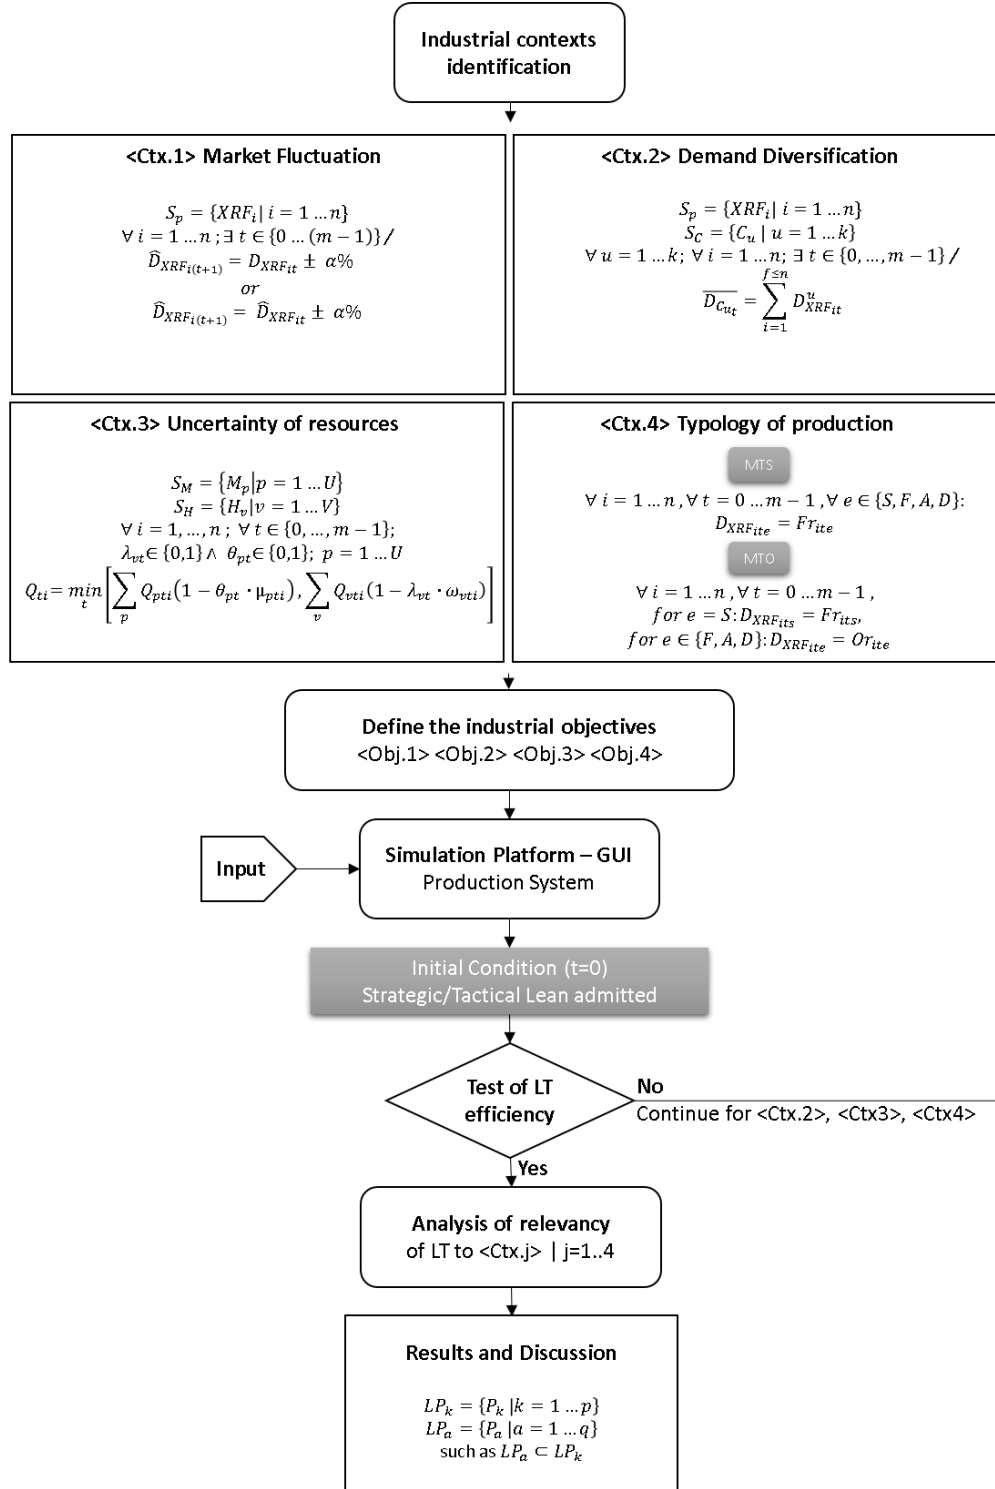 Industrial contexts
identification
<Ctx.1> Market Fluctuation
S_p = {XRF_i | i = 1 … n}
∀ i = 1 … n ; ∃ t ∈ {0 … (m − 1)} /
D̂_XRF_i(t+1) = D_XRF_it ± α%
or
D̂_XRF_i(t+1) = D̂_XRF_it ± α%
<Ctx.2> Demand Diversification
S_p = {XRF_i | i = 1 … n}
S_C = {C_u | u = 1 … k}
∀ u = 1 … k; ∀ i = 1 … n; ∃ t ∈ {0, … , m − 1} /
D̅_C_u_t = ∑_{i=1}^{f≤n} D^u_XRF_it
<Ctx.3> Uncertainty of resources
S_M = {M_p | p = 1 … U}
S_H = {H_v | v = 1 … V}
∀ i = 1, … , n ; ∀ t ∈ {0, … , m − 1};
λ_vt ∈ {0,1} ∧ θ_pt ∈ {0,1}; p = 1 … U
Q_ti = min_t [∑_p Q_pti(1 − θ_pt · μ_pti), ∑_v Q_vti(1 − λ_vt · ω_vti)]
<Ctx.4> Typology of production
MTS
∀ i = 1 … n , ∀ t = 0 … m − 1 , ∀ e ∈ {S, F, A, D}:
D_XRF_ite = Fr_ite
MTO
∀ i = 1 … n , ∀ t = 0 … m − 1 ,
for e = S: D_XRF_its = Fr_its,
for e ∈ {F, A, D}: D_XRF_ite = Or_ite
Define the industrial objectives
<Obj.1> <Obj.2> <Obj.3> <Obj.4>
Input
Simulation Platform – GUI
Production System
Initial Condition (t=0)
Strategic/Tactical Lean admitted
Test of LT
efficiency
No
Continue for <Ctx.2>, <Ctx3>, <Ctx4>
Yes
Analysis of relevancy
of LT to <Ctx.j> | j=1..4
Results and Discussion
LP_k = {P_k | k = 1 … p}
LP_a = {P_a | a = 1 … q}
such as LP_a ⊂ LP_k